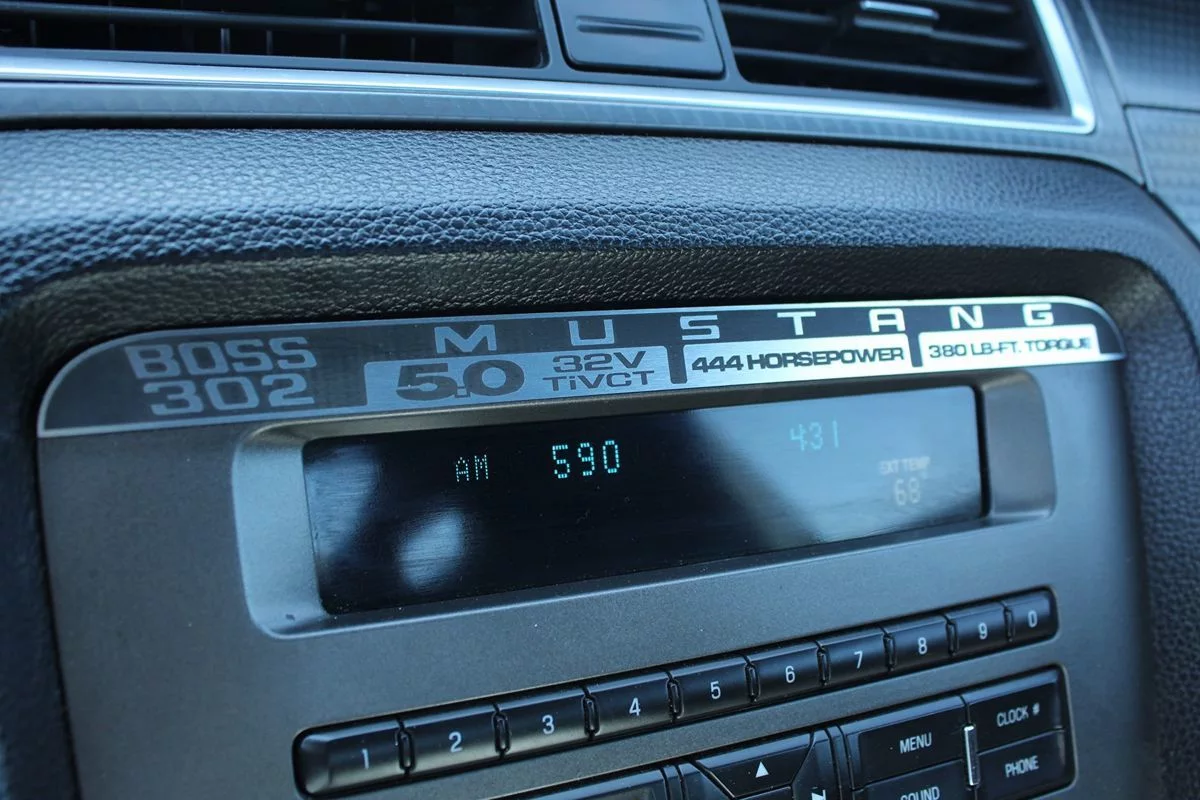 MUSTANG
BOSS
302
5.0
32V
TiVCT
444 HORSEPOWER
380 LB-FT. TORQUE
AM 590
431
EXT TEMP
68
1 2 3 4 5 6 7 8 9 0
MENU
CLOCK #
SOUND
PHONE